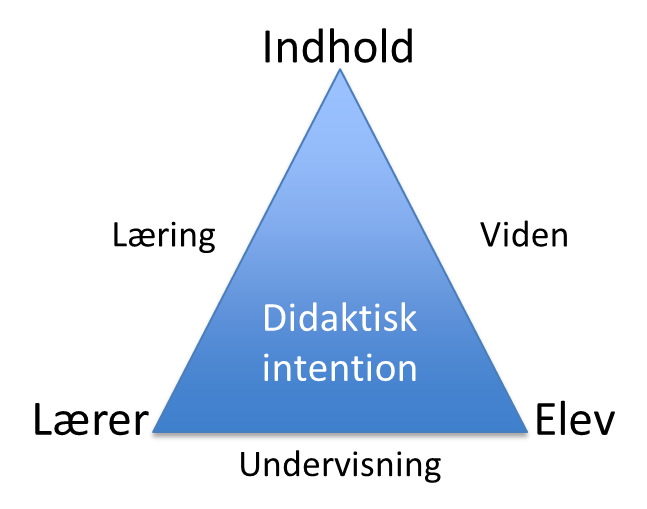 Indhold
Læring
Viden
Didaktisk
intention
Lærer
Elev
Undervisning